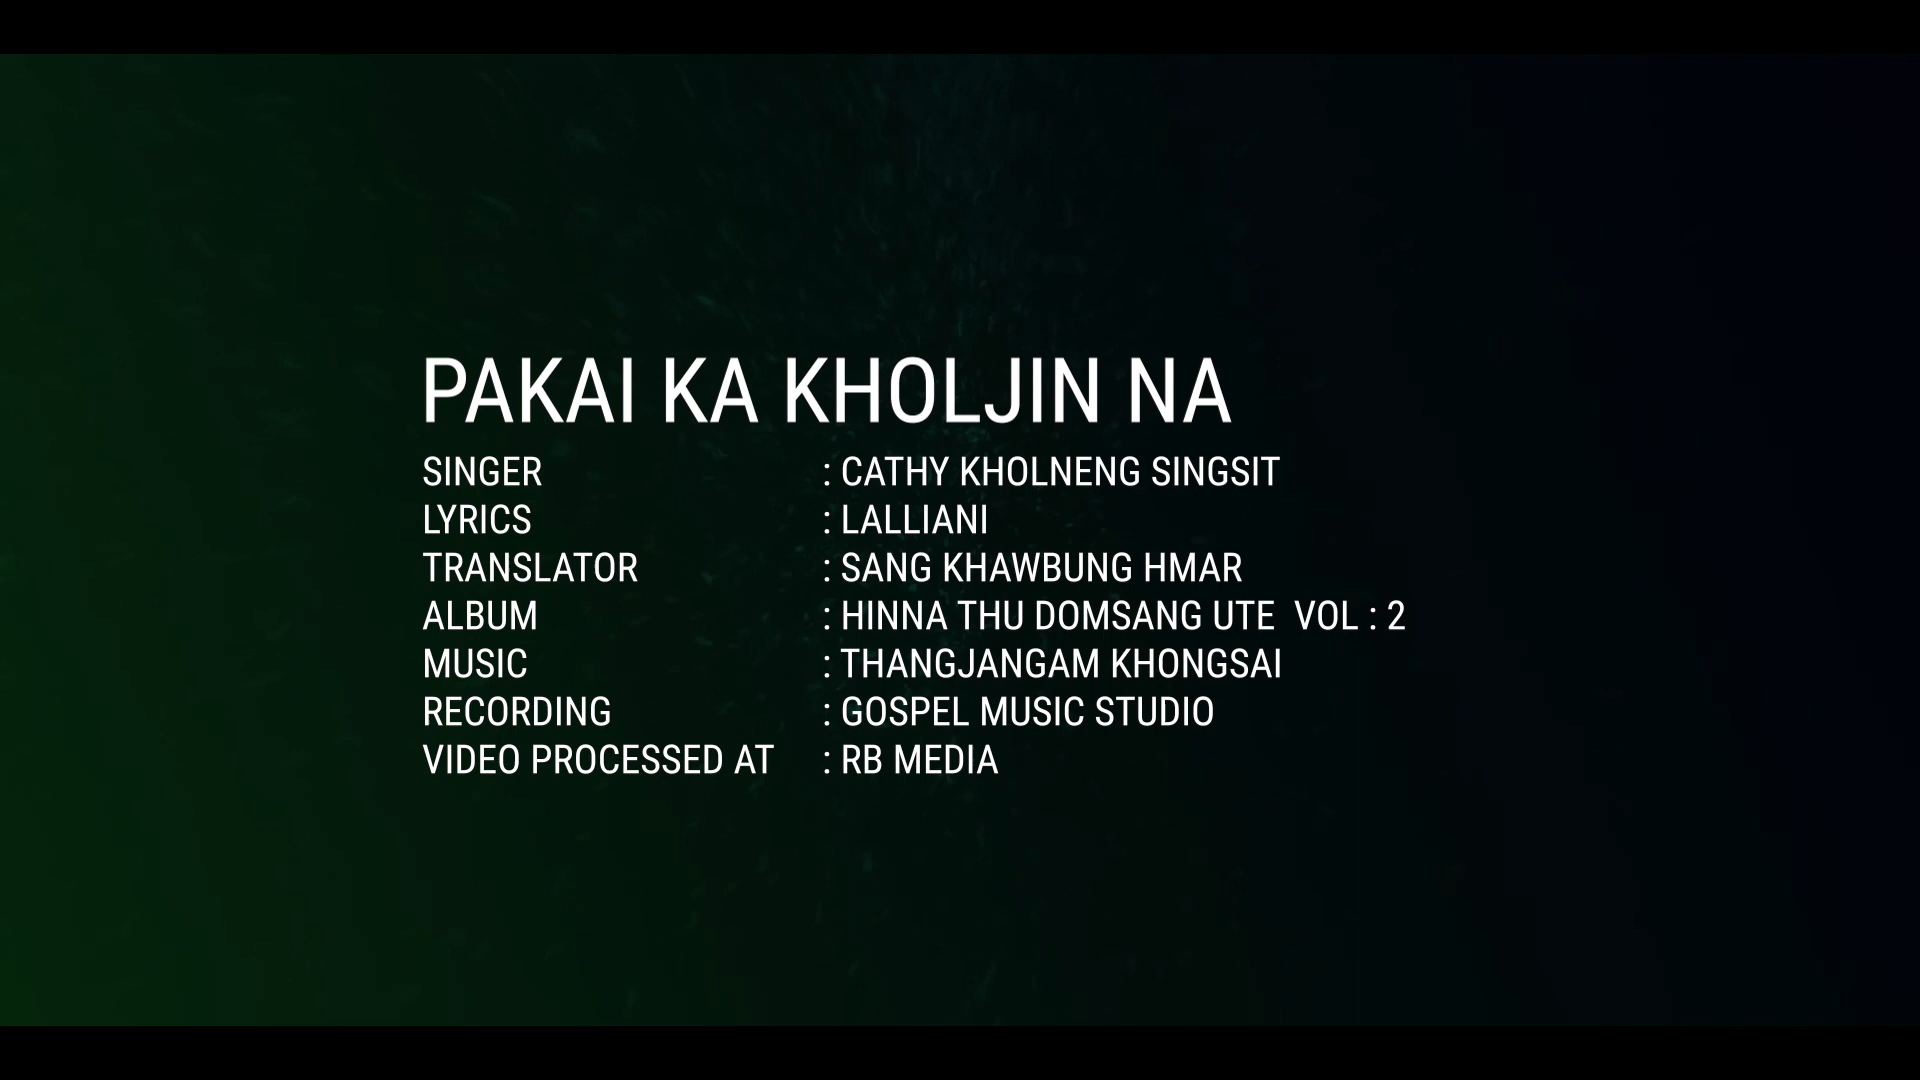 PAKAI KA KHOLJIN NA
SINGER : CATHY KHOLNENG SINGSIT
LYRICS : LALLIANI
TRANSLATOR : SANG KHAWBUNG HMAR
ALBUM : HINNA THU DOMSANG UTE VOL : 2
MUSIC : THANGJANGAM KHONGSAI
RECORDING : GOSPEL MUSIC STUDIO
VIDEO PROCESSED AT : RB MEDIA